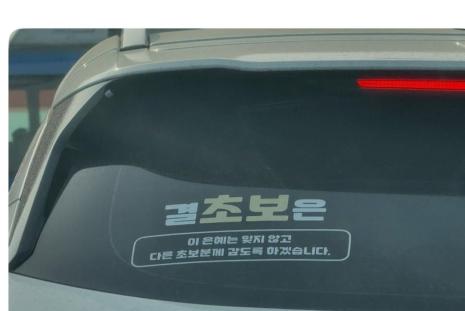 결초보은
이 은혜는 잊지 않고
다른 초보분께 갚도록 하겠습니다.